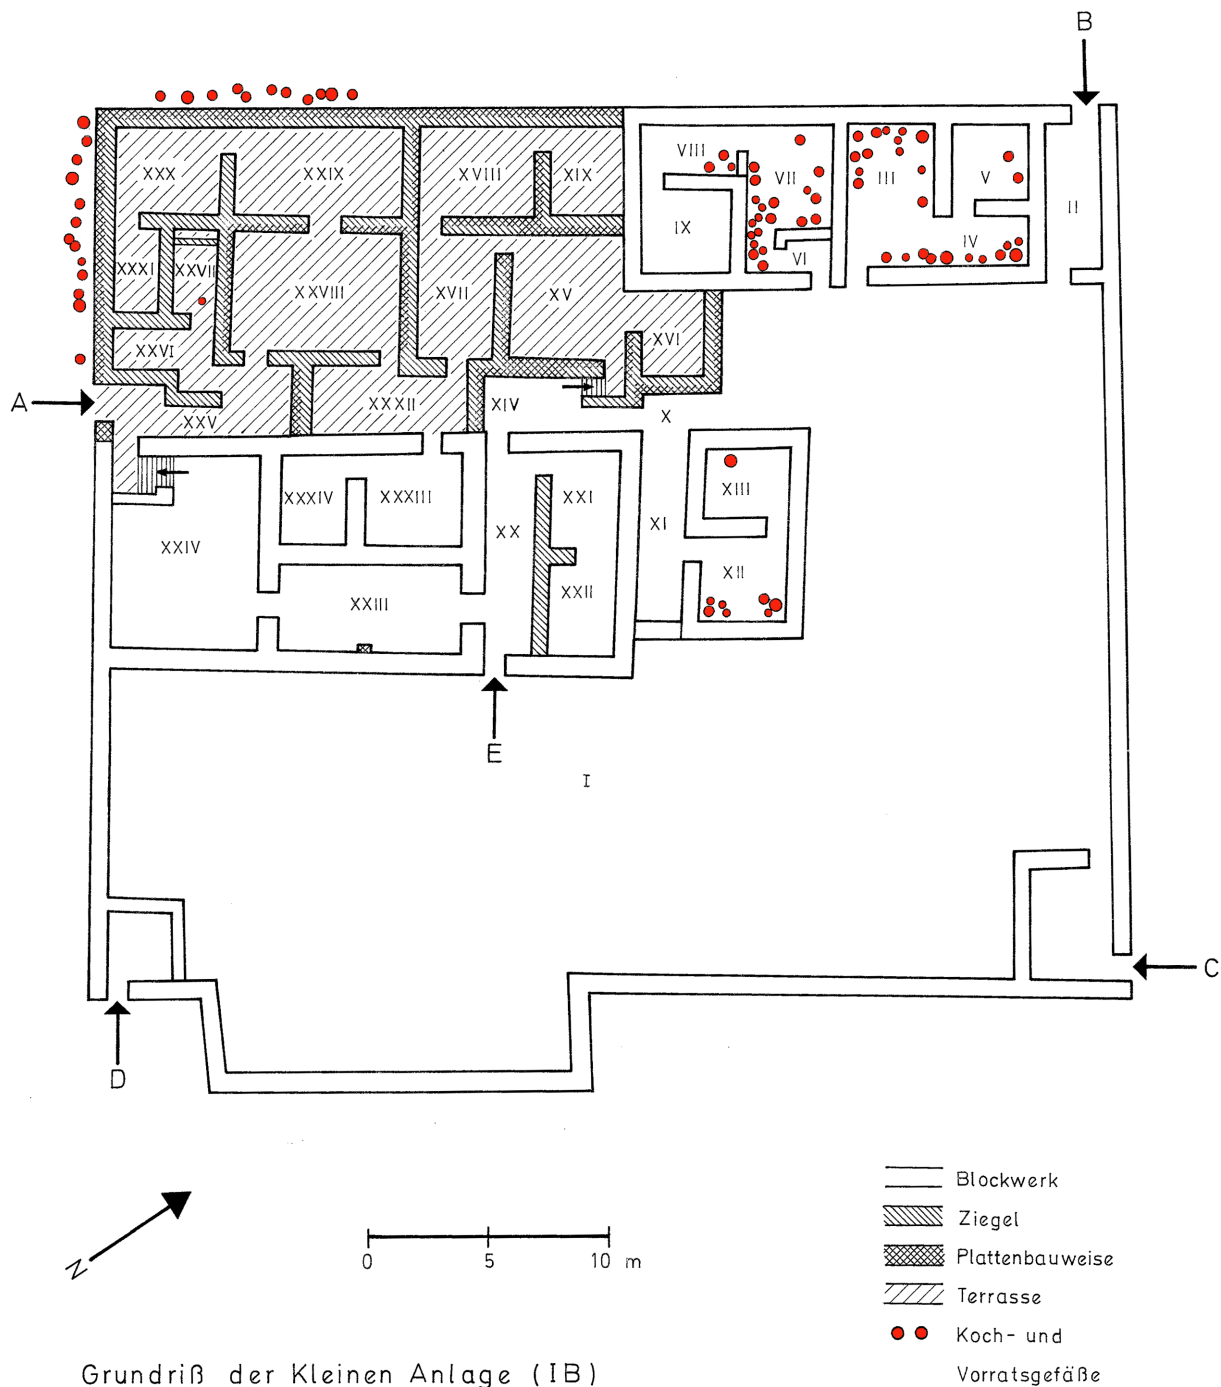 B
XXX
XXIX
XVIII
XIX
VIII
VII
III
V
II
IX
VI
IV
XXXI
XXVII
XXVIII
XVII
XV
XXVI
XVI
A
XXV
XXXII
XIV
X
XXXIV
XXXIII
XXI
XIII
XXIV
XX
XI
XXIII
XXII
XII
E
I
C
D
N
0 5 10 m
Blockwerk
Ziegel
Plattenbauweise
Terrasse
Koch- und
Vorratsgefäße
Grundriß der Kleinen Anlage (IB)